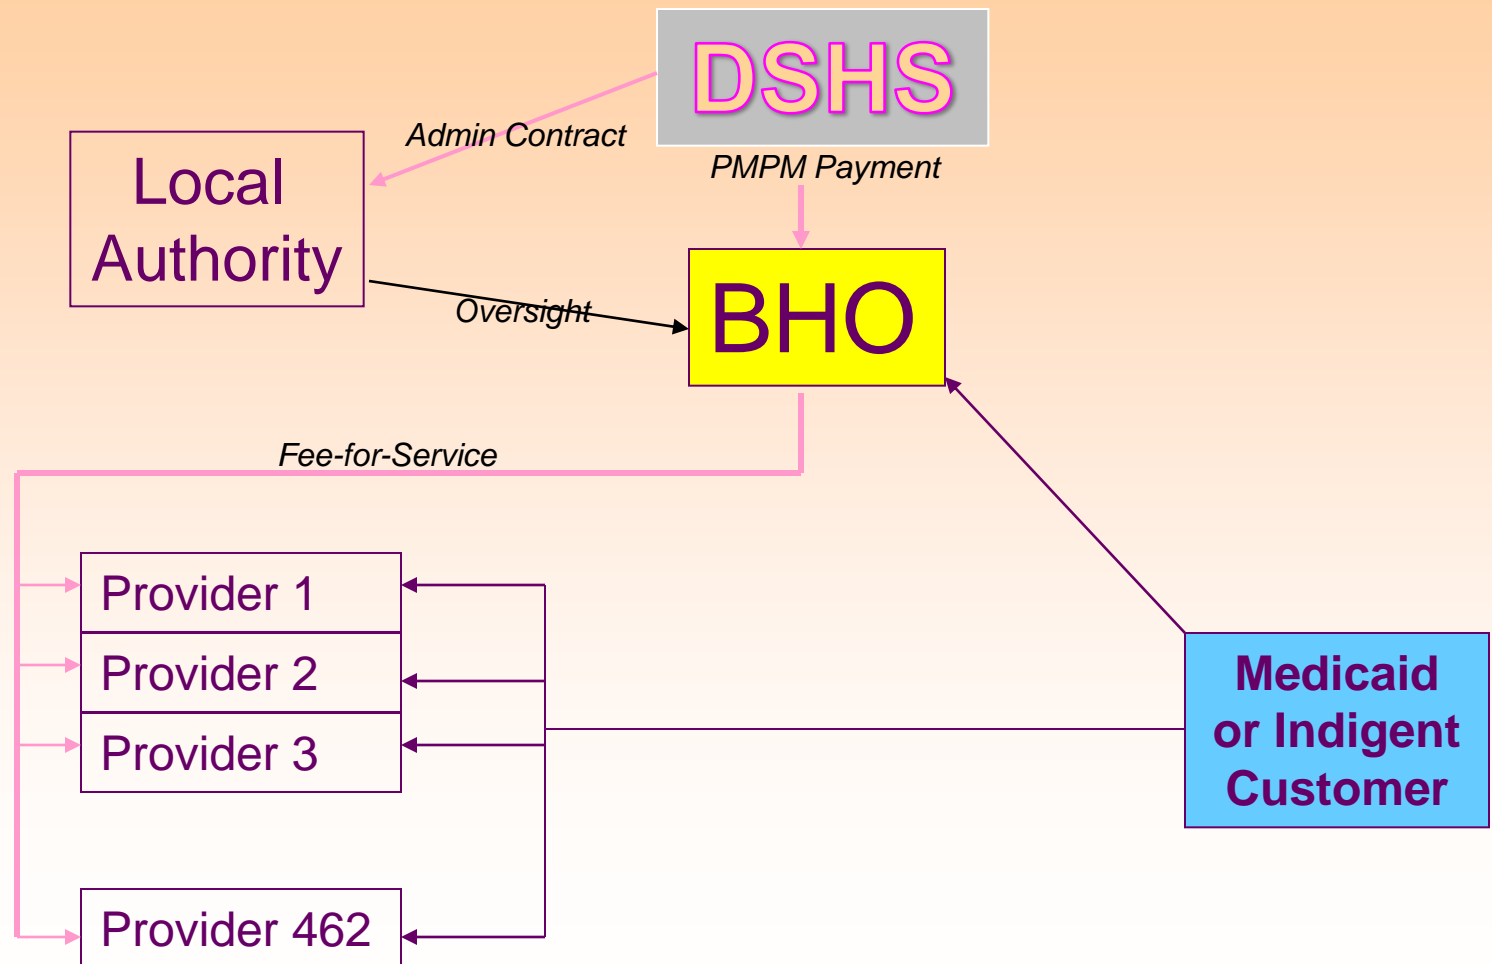 DSHS
Admin Contract
PMPM Payment
Local
Authority
Oversight
BHO
Fee-for-Service
Provider 1
Provider 2
Provider 3
Provider 462
Medicaid
or Indigent
Customer